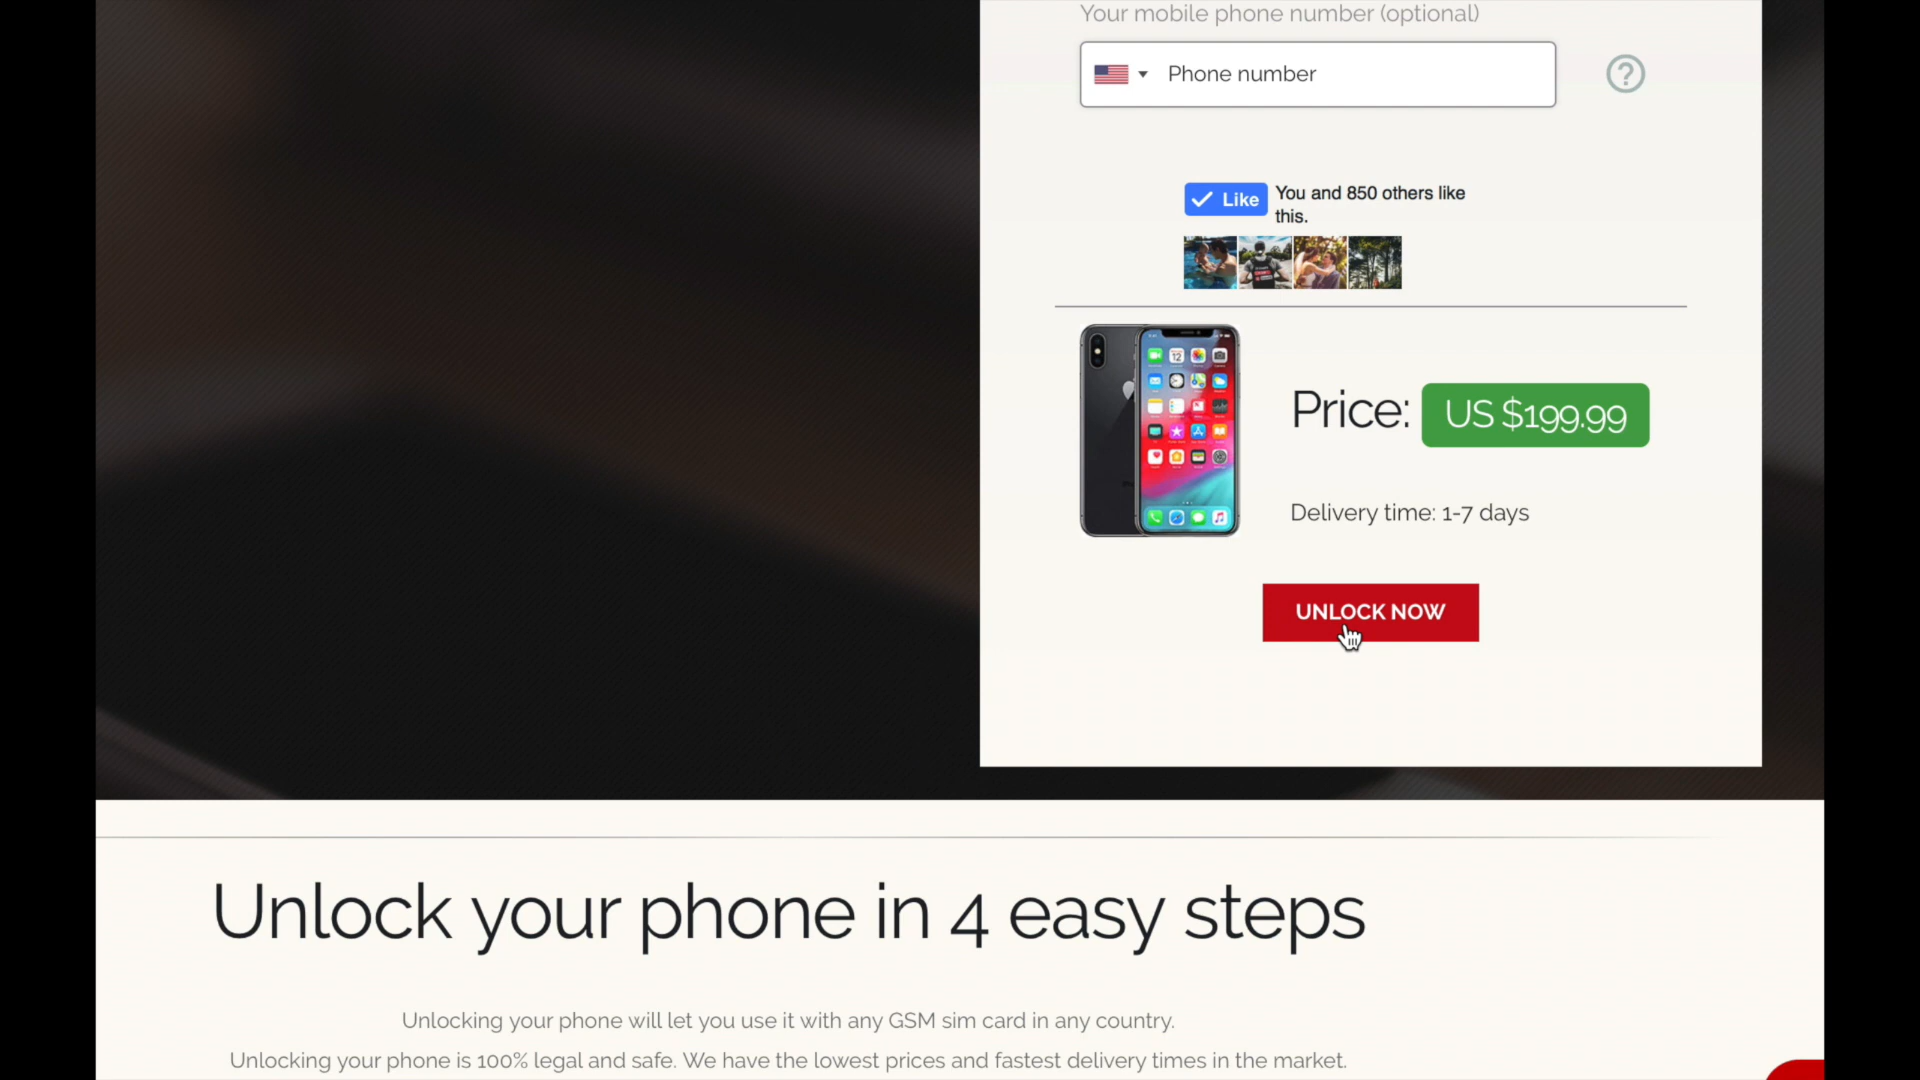 Your mobile phone number (optional)
Phone number
Like
You and 850 others like
this.
Price: US $199.99
Delivery time: 1-7 days
UNLOCK NOW
Unlock your phone in 4 easy steps
Unlocking your phone will let you use it with any GSM sim card in any country.
Unlocking your phone is 100% legal and safe. We have the lowest prices and fastest delivery times in the market.